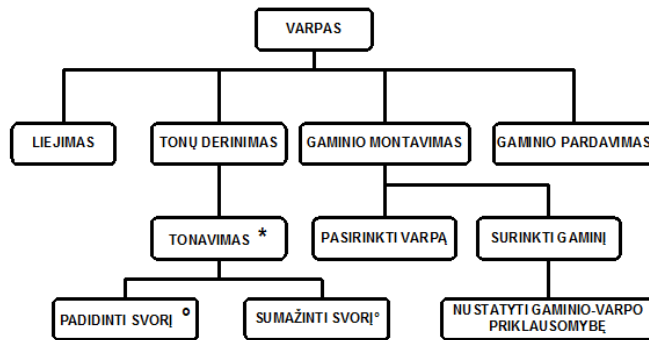 VARPAS
LIEJIMAS
TONŲ DERINIMAS
GAMINIO MONTAVIMAS
GAMINIO PARDAVIMAS
TONAVIMAS *
PASIRINKTI VARPĄ
SURINKTI GAMINĮ
PADIDINTI SVORĮ °
SUMAŽINTI SVORĮ°
NUSTATYTI GAMINIO-VARPO
PRIKLAUSOMYBĘ